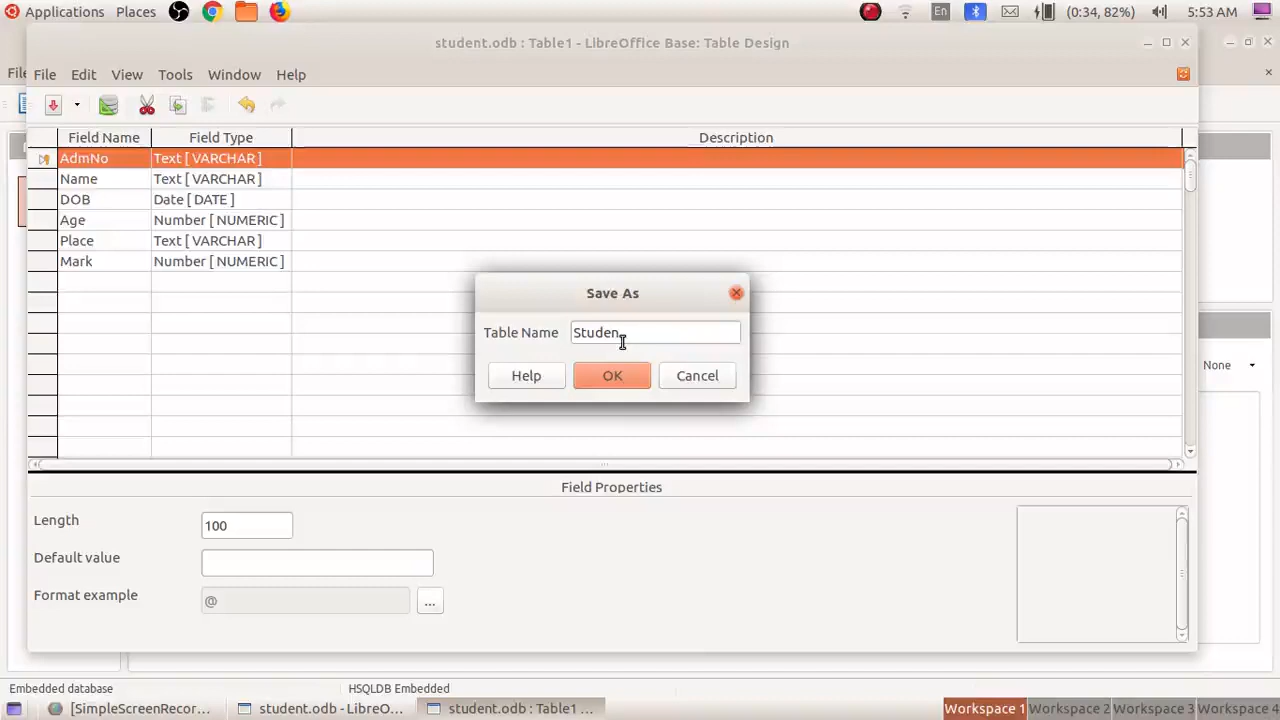 Applications Places En (0:34, 82%) 5:53 AM
student.odb : Table1 - LibreOffice Base: Table Design
File Edit View Tools Window Help
Field Name Field Type Description
AdmNo Text [ VARCHAR ]
Name Text [ VARCHAR ]
DOB Date [ DATE ]
Age Number [ NUMERIC ]
Place Text [ VARCHAR ]
Mark Number [ NUMERIC ]
Save As
Table Name Studen
Help OK Cancel
None
Field Properties
Length 100
Default value
Format example @ ...
Embedded database HSQLDB Embedded
[SimpleScreenRecor... student.odb - LibreO... student.odb : Table1 ... Workspace 1 Workspace 2 Workspace 3 Workspace 4